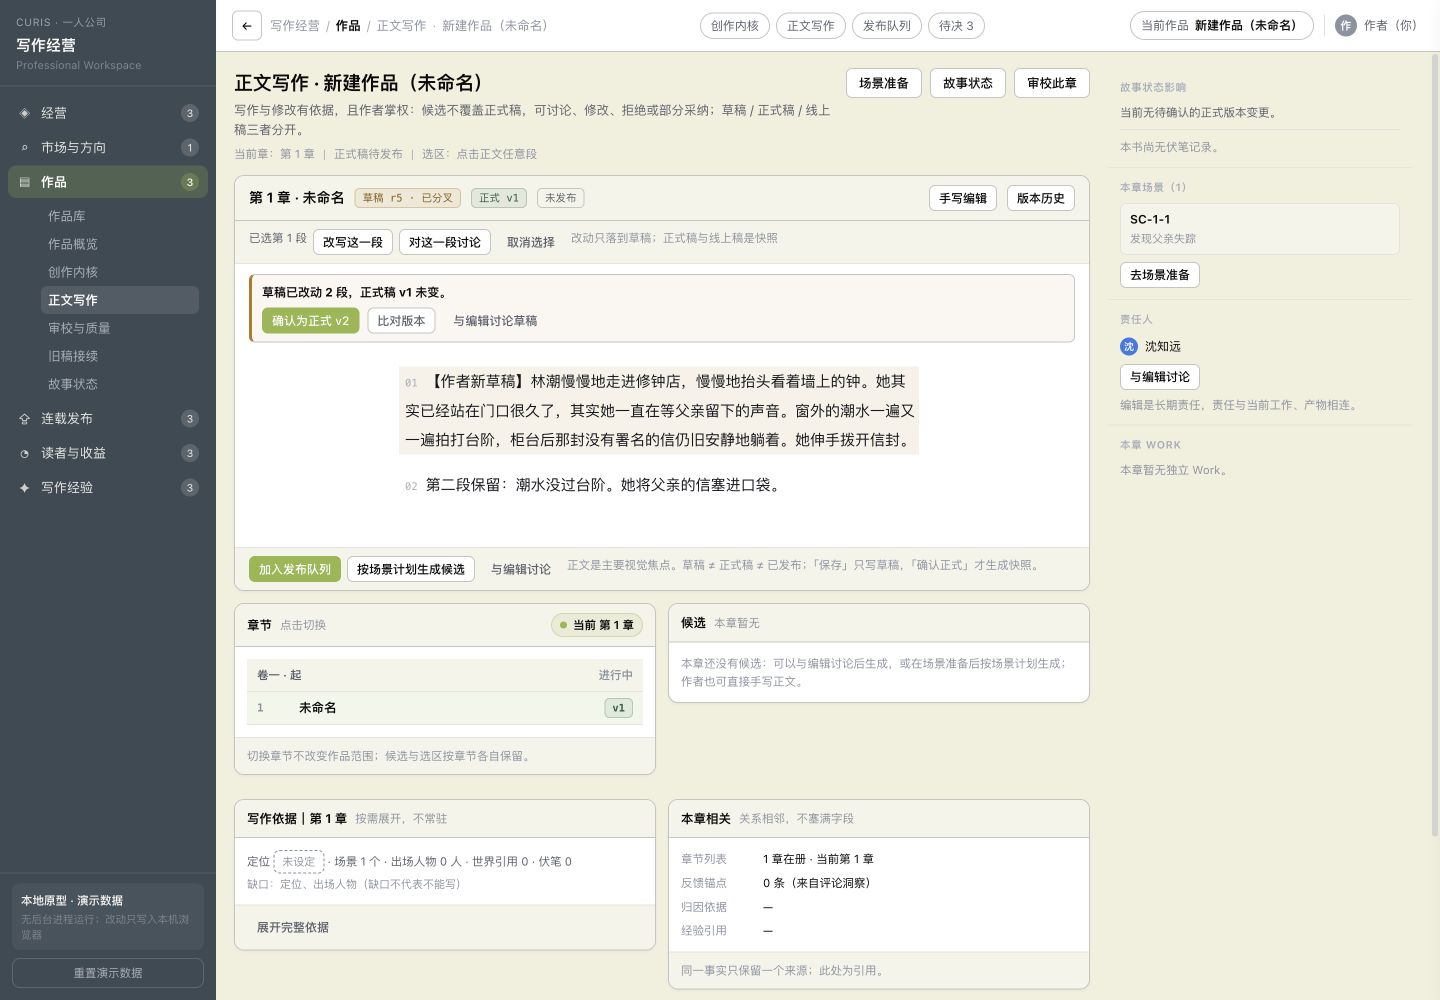 CURIS · 一人公司
写作经营
Professional Workspace
经营 3
市场与方向 1
作品 3
作品库
作品概览
创作内核
正文写作
审校与质量
旧稿接续
故事状态
连载发布 3
读者与收益 3
写作经验 3
本地原型 · 演示数据
无后台进程运行；改动只写入本机浏
览器
重置演示数据
← 写作经营 / 作品 / 正文写作 · 新建作品（未命名）
创作内核 正文写作 发布队列 待决 3
当前作品 新建作品（未命名） 作 作者（你）
正文写作 · 新建作品（未命名）
场景准备 故事状态 审校此章
写作与修改有依据，且作者掌权：候选不覆盖正式稿，可讨论、修改、拒绝或部分采纳；草稿 / 正式稿 / 线上
稿三者分开。
当前章：第 1 章 | 正式稿待发布 | 选区：点击正文任意段
第 1 章 · 未命名 草稿 r5 · 已分叉 正式 v1 未发布 手写编辑 版本历史
已选第 1 段 改写这一段 对这一段讨论 取消选择 改动只落到草稿；正式稿与线上稿是快照
草稿已改动 2 段，正式稿 v1 未变。
确认为正式 v2 比对版本 与编辑讨论草稿
01 【作者新草稿】林潮慢慢地走进修钟店，慢慢地抬头看着墙上的钟。她其
实已经站在门口很久了，其实她一直在等父亲留下的声音。窗外的潮水一遍又
一遍拍打台阶，柜台后那封没有署名的信仍旧安静地躺着。她伸手拨开信封。
02 第二段保留：潮水没过台阶。她将父亲的信塞进口袋。
加入发布队列 按场景计划生成候选 与编辑讨论 正文是主要视觉焦点。草稿 ≠ 正式稿 ≠ 已发布；「保存」只写草稿，「确认正式」才生成快照。
章节 点击切换 当前 第 1 章
卷一 · 起 进行中
1 未命名 v1
切换章节不改变作品范围；候选与选区按章节各自保留。
候选 本章暂无
本章还没有候选：可以与编辑讨论后生成，或在场景准备后按场景计划生成；
作者也可直接手写正文。
写作依据｜第 1 章 按需展开，不常驻
定位 未设定 · 场景 1 个 · 出场人物 0 人 · 世界引用 0 · 伏笔 0
缺口：定位、出场人物（缺口不代表不能写）
展开完整依据
本章相关 关系相邻，不塞满字段
章节列表 1 章在册 · 当前第 1 章
反馈锚点 0 条（来自评论洞察）
归因依据 —
经验引用 —
同一事实只保留一个来源；此处为引用。
故事状态影响
当前无待确认的正式版本变更。
本书尚无伏笔记录。
本章场景（1）
SC-1-1
发现父亲失踪
去场景准备
责任人
沈 沈知远
与编辑讨论
编辑是长期责任，责任与当前工作、产物相连。
本章 WORK
本章暂无独立 Work。